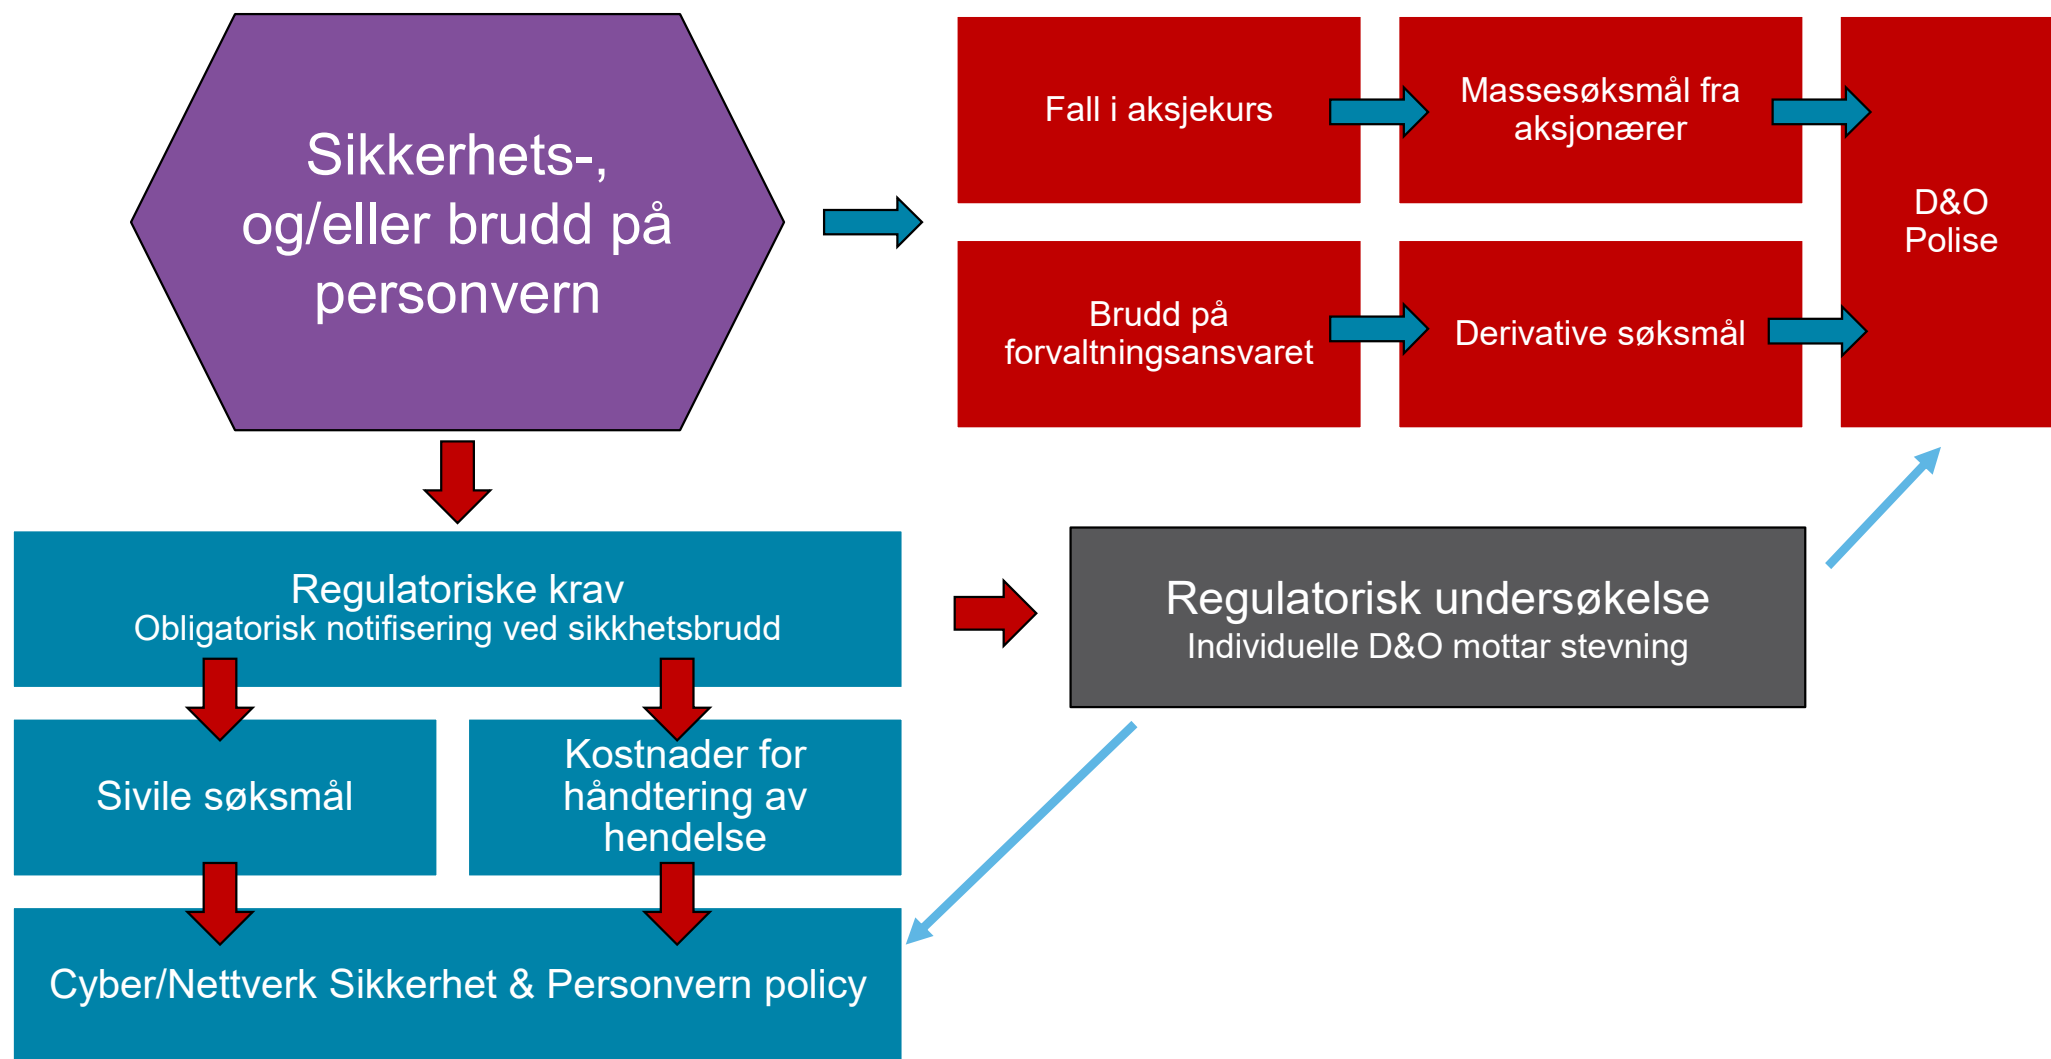 Sikkerhets-,
og/eller brudd på
personvern
Fall i aksjekurs
Massesøksmål fra
aksjonærer
D&O
Polise
Brudd på
forvaltningsansvaret
Derivative søksmål
Regulatoriske krav
Obligatorisk notifisering ved sikkhetsbrudd
Regulatorisk undersøkelse
Individuelle D&O mottar stevning
Sivile søksmål
Kostnader for
håndtering av
hendelse
Cyber/Nettverk Sikkerhet & Personvern policy